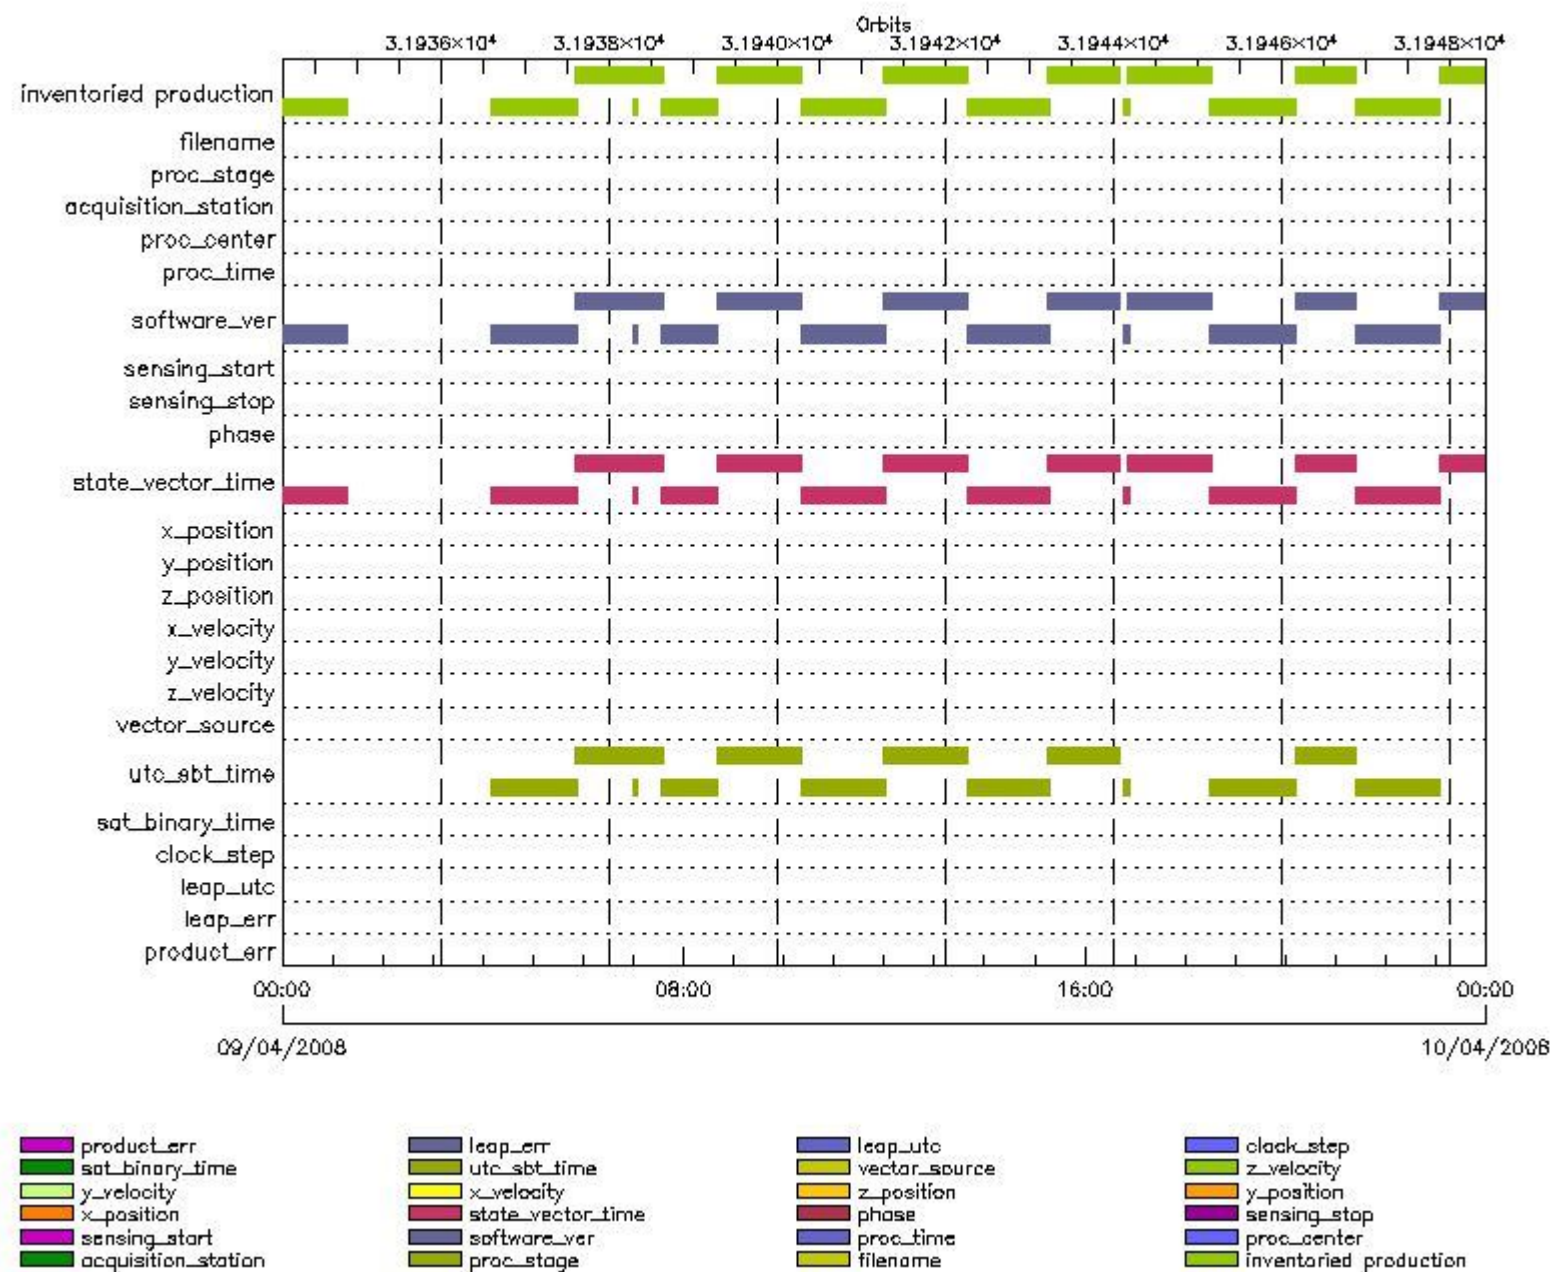 Orbits
3.1936×10⁴ 3.1938×10⁴ 3.1940×10⁴ 3.1942×10⁴ 3.1944×10⁴ 3.1946×10⁴ 3.1948×10⁴
inventoried production
filename
proc_stage
acquisition_station
proc_center
proc_time
software_ver
sensing_start
sensing_stop
phase
state_vector_time
x_position
y_position
z_position
x_velocity
y_velocity
z_velocity
vector_source
utc_sbt_time
sat_binary_time
clock_step
leap_utc
leap_err
product_err
00:00 08:00 16:00 00:00
09/04/2008 10/04/2008
product_err leap_err leap_utc clock_step
sat_binary_time utc_sbt_time vector_source z_velocity
y_velocity x_velocity z_position y_position
x_position state_vector_time phase sensing_stop
sensing_start software_ver proc_time proc_center
acquisition_station proc_stage filename inventoried production